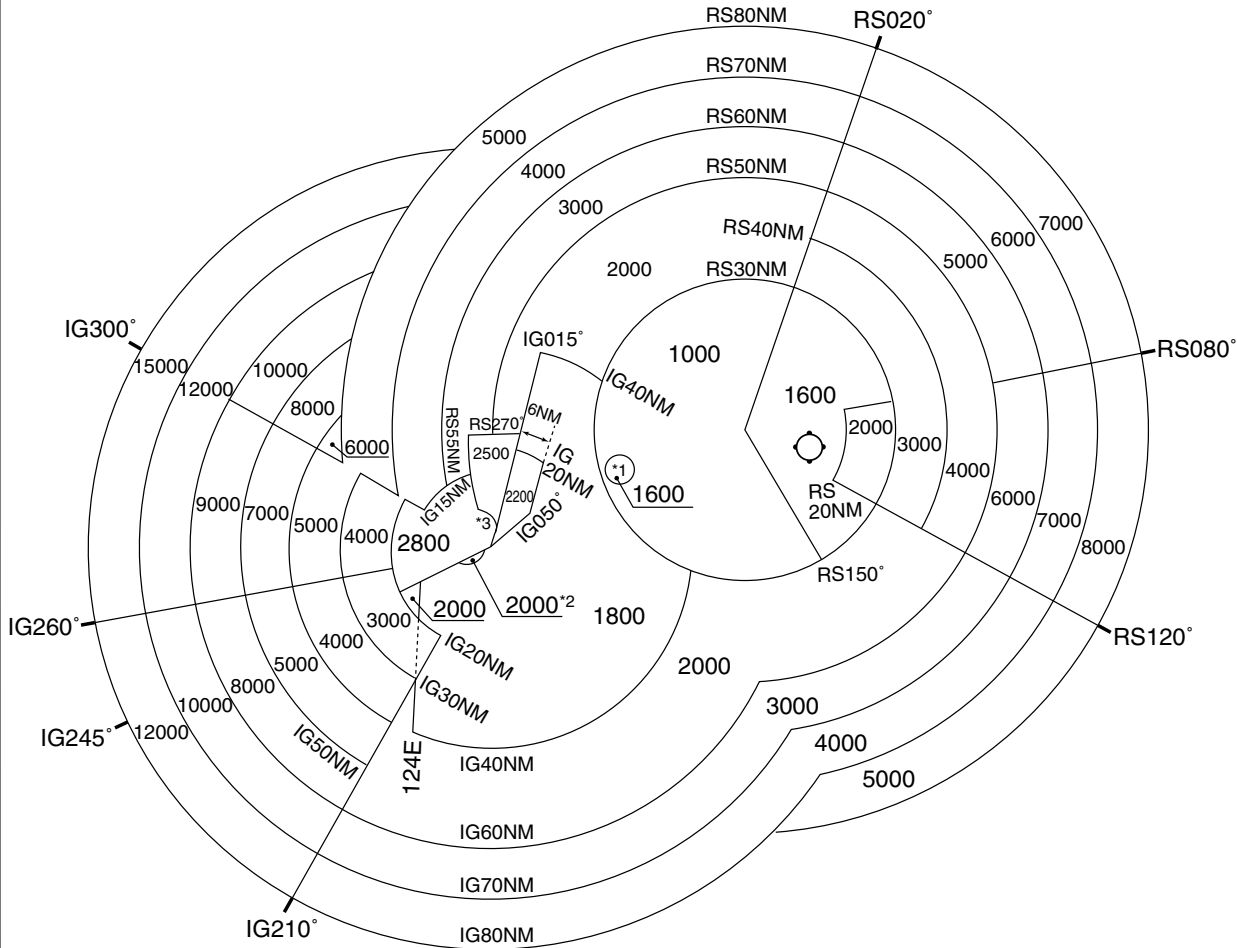 RS80NM
RS020°
RS70NM
5000
RS60NM
4000
RS50NM
3000
7000
RS40NM
6000
5000
2000
RS30NM
IG300°
IG015°
RS080°
15000
10000
1000
IG40NM
12000
1600
8000
6NM
RS55NM
RS270°
2000
6000
2500
IG
20NM
3000
4000
*1
1600
RS
20NM
9000
7000
5000
4000
IG15NM
2200
IG050°
*3
6000
7000
8000
2800
RS150°
IG260°
2000
2000*2
1800
RS120°
3000
4000
IG20NM
5000
2000
8000
IG30NM
10000
3000
IG245°
12000
IG50NM
124E
IG40NM
4000
5000
IG60NM
IG70NM
IG210°
IG80NM